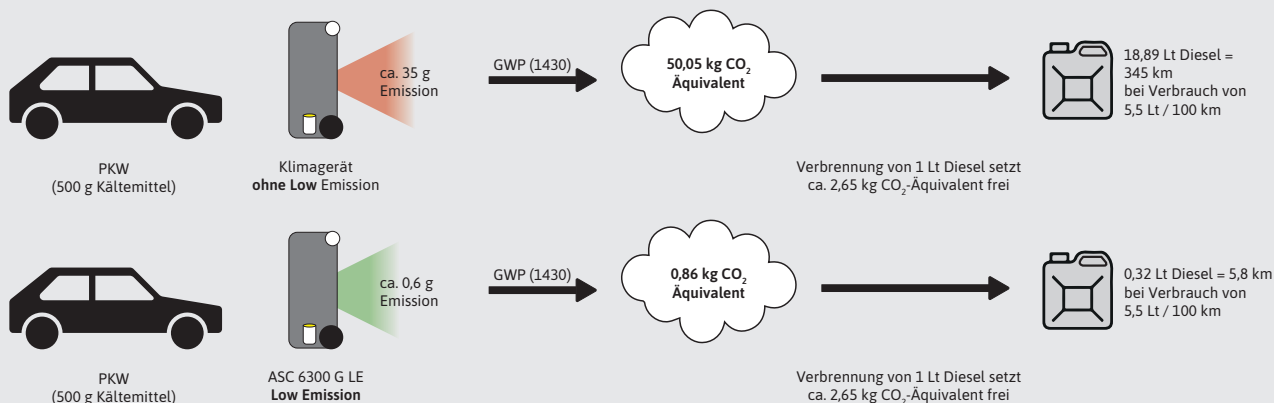 PKW
(500 g Kältemittel)
ca. 35 g
Emission
Klimagerät
ohne Low Emission
GWP (1430)
50,05 kg CO₂
Äquivalent
Verbrennung von 1 Lt Diesel setzt
ca. 2,65 kg CO₂-Äquivalent frei
18,89 Lt Diesel =
345 km
bei Verbrauch von
5,5 Lt / 100 km
PKW
(500 g Kältemittel)
ca. 0,6 g
Emission
ASC 6300 G LE
Low Emission
GWP (1430)
0,86 kg CO₂
Äquivalent
Verbrennung von 1 Lt Diesel setzt
ca. 2,65 kg CO₂-Äquivalent frei
0,32 Lt Diesel = 5,8 km
bei Verbrauch von
5,5 Lt / 100 km